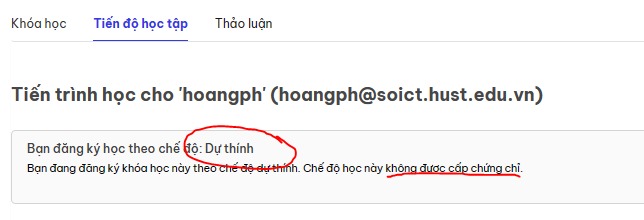 Khóa học Tiến độ học tập Thảo luận
Tiến trình học cho 'hoangph' (hoangph@soict.hust.edu.vn)
Bạn đăng ký học theo chế độ: Dự thính
Bạn đang đăng ký khóa học này theo chế độ dự thính. Chế độ học này không được cấp chứng chỉ.